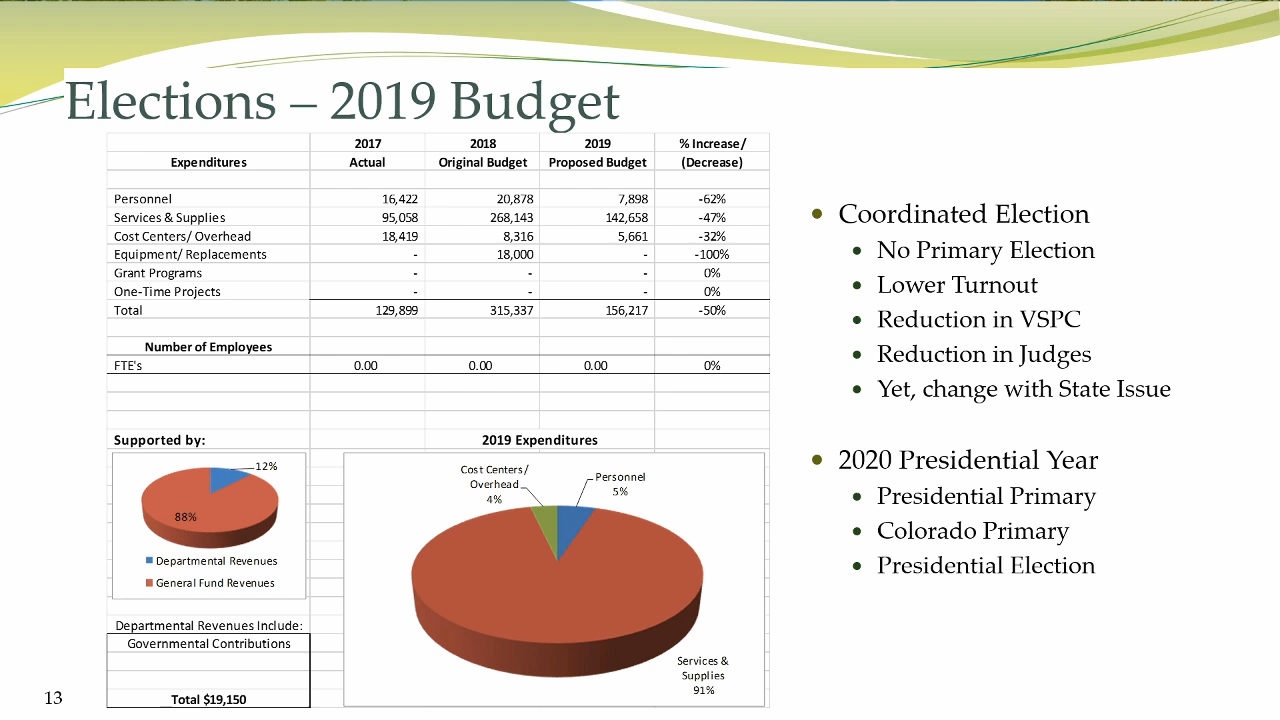 Elections – 2019 Budget
2017 2018 2019 % Increase/
Expenditures Actual Original Budget Proposed Budget (Decrease)
Personnel 16,422 20,878 7,898 -62%
Services & Supplies 95,058 268,143 142,658 -47%
Cost Centers/ Overhead 18,419 8,316 5,661 -32%
Equipment/ Replacements - 18,000 - -100%
Grant Programs - - - 0%
One-Time Projects - - - 0%
Total 129,899 315,337 156,217 -50%
Number of Employees
FTE's 0.00 0.00 0.00 0%
Supported by:
12%
88%
Departmental Revenues
General Fund Revenues
Departmental Revenues Include:
Governmental Contributions
Total $19,150
2019 Expenditures
Cost Centers/
Overhead
4%
Personnel
5%
Services &
Supplies
91%
• Coordinated Election
• No Primary Election
• Lower Turnout
• Reduction in VSPC
• Reduction in Judges
• Yet, change with State Issue
• 2020 Presidential Year
• Presidential Primary
• Colorado Primary
• Presidential Election
13